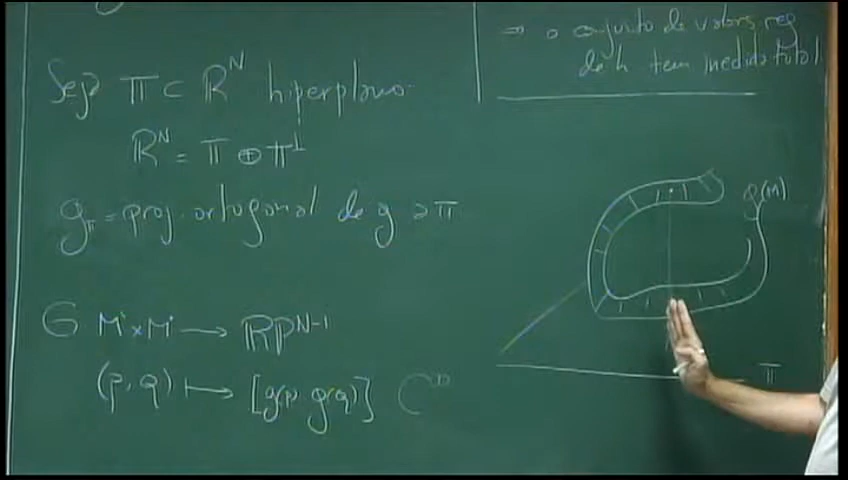 Seja π ⊂ ℝ^N hiperplano.
ℝ^N = π ⊕ π^⊥
g_π = proj. ortogonal de g a π
G M × M → ℝP^{N-1}
(p, q) ↦ [g(p) g(q)] C^∞
⇒ o conjunto de valores reg
de h tem medida total
g(M)
π